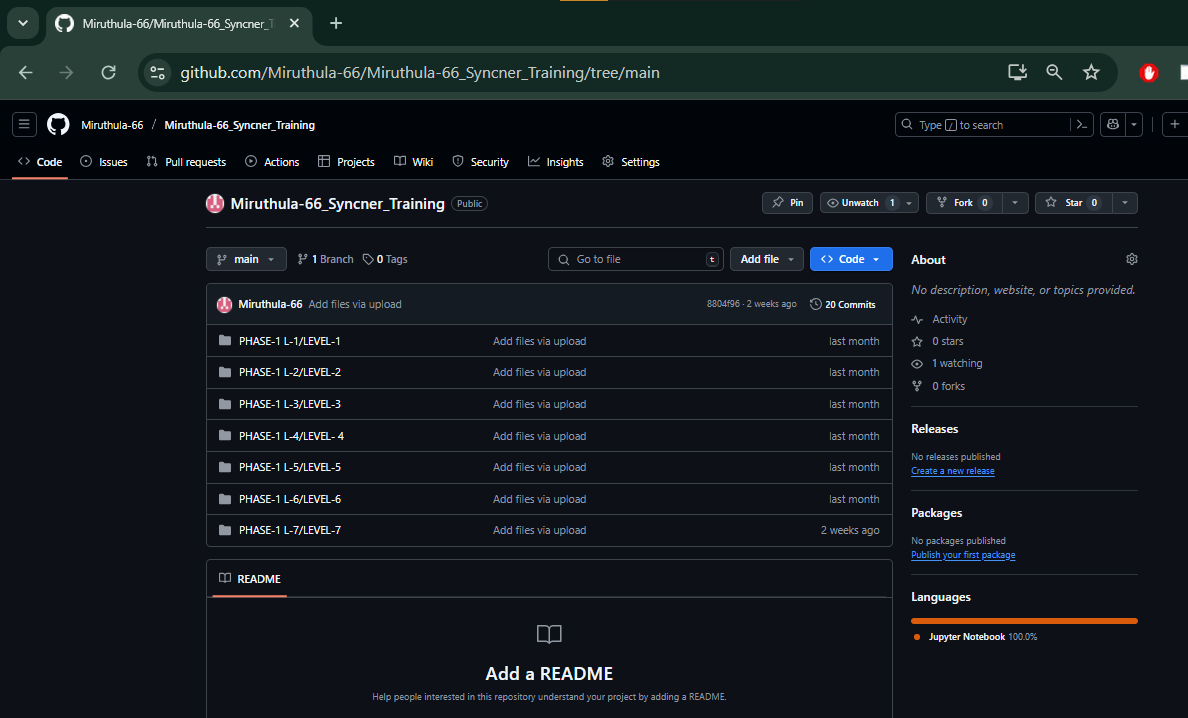 Miruthula-66/Miruthula-66_Syncner_T
github.com/Miruthula-66/Miruthula-66_Syncner_Training/tree/main
Miruthula-66 / Miruthula-66_Syncner_Training
Type / to search
Code Issues Pull requests Actions Projects Wiki Security Insights Settings
Miruthula-66_Syncner_Training Public
Pin Unwatch 1 Fork 0 Star 0
main 1 Branch 0 Tags Go to file t Add file Code
Miruthula-66 Add files via upload 8804f96 · 2 weeks ago 20 Commits
PHASE-1 L-1/LEVEL-1 Add files via upload last month
PHASE-1 L-2/LEVEL-2 Add files via upload last month
PHASE-1 L-3/LEVEL-3 Add files via upload last month
PHASE-1 L-4/LEVEL- 4 Add files via upload last month
PHASE-1 L-5/LEVEL-5 Add files via upload last month
PHASE-1 L-6/LEVEL-6 Add files via upload last month
PHASE-1 L-7/LEVEL-7 Add files via upload 2 weeks ago
README
Add a README
Help people interested in this repository understand your project by adding a README.
About
No description, website, or topics provided.
Activity
0 stars
1 watching
0 forks
Releases
No releases published
Create a new release
Packages
No packages published
Publish your first package
Languages
Jupyter Notebook 100.0%